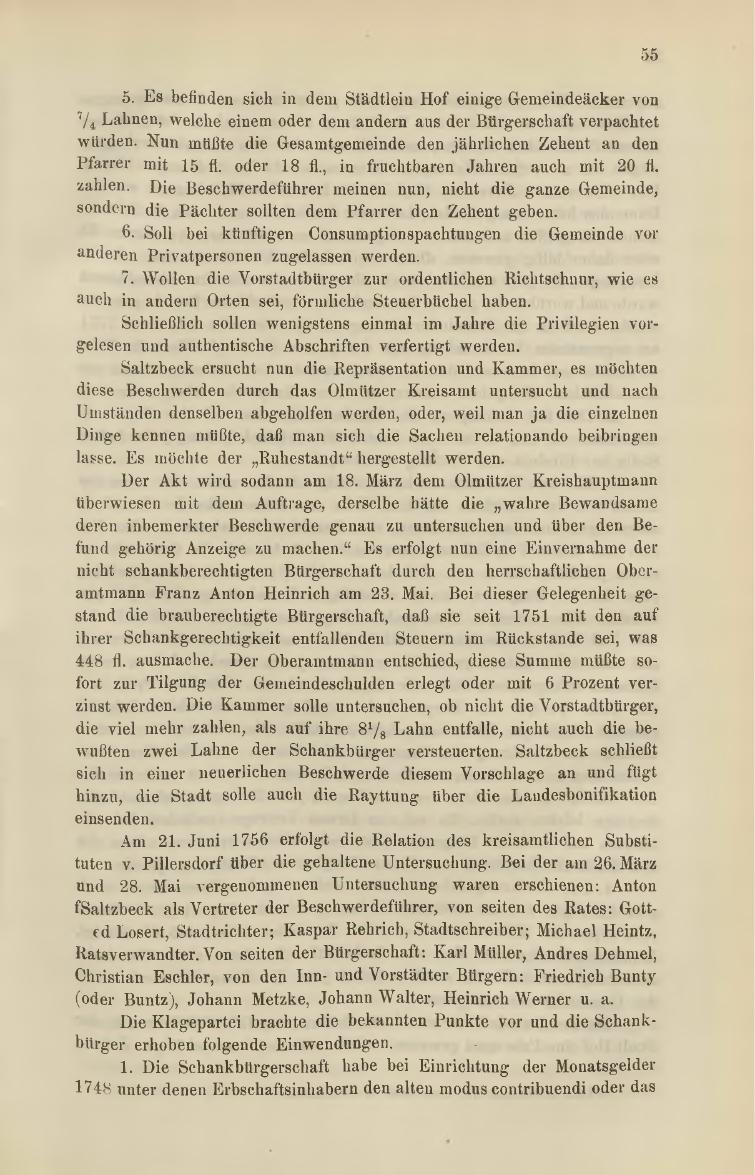 55
5. Es befinden sich in dem Städtlein Hof einige Gemeindeäcker von
7/4 Lahnen, welche einem oder dem andern aus der Bürgerschaft verpachtet
würden. Nun müßte die Gesamtgemeinde den jährlichen Zehent an den
Pfarrer mit 15 fl. oder 18 fl., in fruchtbaren Jahren auch mit 20 fl.
zahlen. Die Beschwerdeführer meinen nun, nicht die ganze Gemeinde,
sondern die Pächter sollten dem Pfarrer den Zehent geben.
6. Soll bei künftigen Consumptionspachtungen die Gemeinde vor
anderen Privatpersonen zugelassen werden.
7. Wollen die Vorstadtbürger zur ordentlichen Richtschnur, wie es
auch in andern Orten sei, förmliche Steuerbüchel haben.
Schließlich sollen wenigstens einmal im Jahre die Privilegien vor-
gelesen und authentische Abschriften verfertigt werden.
Saltzbeck ersucht nun die Repräsentation und Kammer, es möchten
diese Beschwerden durch das Olmützer Kreisamt untersucht und nach
Umständen denselben abgeholfen werden, oder, weil man ja die einzelnen
Dinge kennen müßte, daß man sich die Sachen relationando beibringen
lasse. Es möchte der „Ruhestandt“ hergestellt werden.
Der Akt wird sodann am 18. März dem Olmützer Kreishauptmann
überwiesen mit dem Auftrage, derselbe hätte die „wahre Bewandsame
deren inbemerkter Beschwerde genau zu untersuchen und über den Be-
fund gehörig Anzeige zu machen.“ Es erfolgt nun eine Einvernahme der
nicht schankberechtigten Bürgerschaft durch den herrschaftlichen Ober-
amtmann Franz Anton Heinrich am 23. Mai. Bei dieser Gelegenheit ge-
stand die brauberechtigte Bürgerschaft, daß sie seit 1751 mit den auf
ihrer Schankgerechtigkeit entfallenden Steuern im Rückstande sei, was
448 fl. ausmache. Der Oberamtmann entschied, diese Summe müßte so-
fort zur Tilgung der Gemeindeschulden erlegt oder mit 6 Prozent ver-
zinst werden. Die Kammer solle untersuchen, ob nicht die Vorstadtbürger,
die viel mehr zahlen, als auf ihre 8 1/8 Lahn entfalle, nicht auch die be-
wußten zwei Lahne der Schankbürger versteuerten. Saltzbeck schließt
sich in einer neuerlichen Beschwerde diesem Vorschlage an und fügt
hinzu, die Stadt solle auch die Rayttung über die Landesbonifikation
einsenden.
Am 21. Juni 1756 erfolgt die Relation des kreisamtlichen Substi-
tuten v. Pillersdorf über die gehaltene Untersuchung. Bei der am 26. März
und 28. Mai vergenommenen Untersuchung waren erschienen: Anton
fSaltzbeck als Vertreter der Beschwerdeführer, von seiten des Rates: Gott-
ed Losert, Stadtrichter; Kaspar Rehrich, Stadtschreiber; Michael Heintz,
Ratsverwandter. Von seiten der Bürgerschaft: Karl Müller, Andres Dehmel,
Christian Eschler, von den Inn- und Vorstädter Bürgern: Friedrich Bunty
(oder Buntz), Johann Metzke, Johann Walter, Heinrich Werner u. a.
Die Klagepartei brachte die bekannten Punkte vor und die Schank-
bürger erhoben folgende Einwendungen.
1. Die Schankbürgerschaft habe bei Einrichtung der Monatsgelder
1748 unter denen Erbschaftsinhabern den alten modus contribuendi oder das